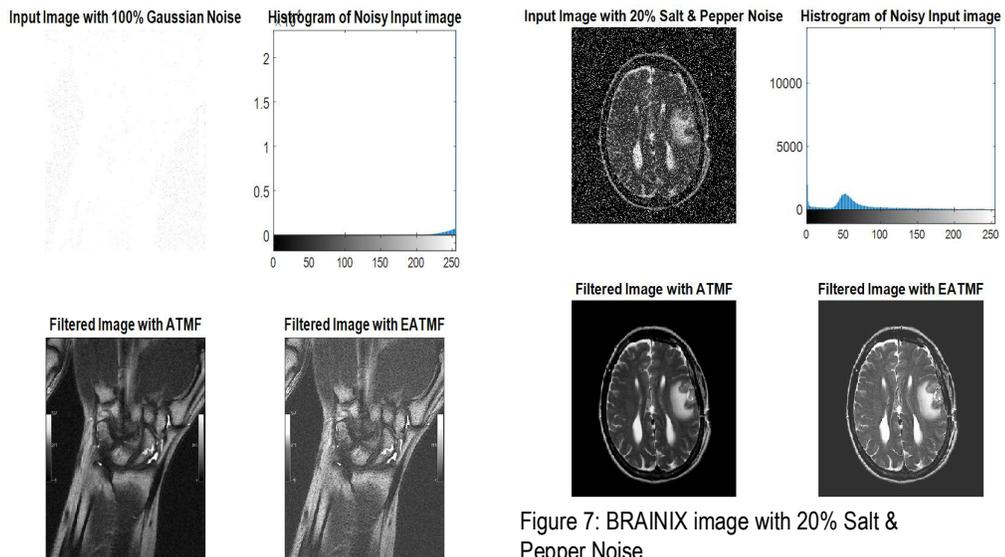 Input Image with 100% Gaussian Noise
Histrogram of Noisy Input image
2
1.5
1
0.5
0
0 50 100 150 200 250
Filtered Image with ATMF
Filtered Image with EATMF
Input Image with 20% Salt & Pepper Noise
Histrogram of Noisy Input image
10000
5000
0
0 50 100 150 200 250
Filtered Image with ATMF
Filtered Image with EATMF
Figure 7: BRAINIX image with 20% Salt &
Pepper Noise